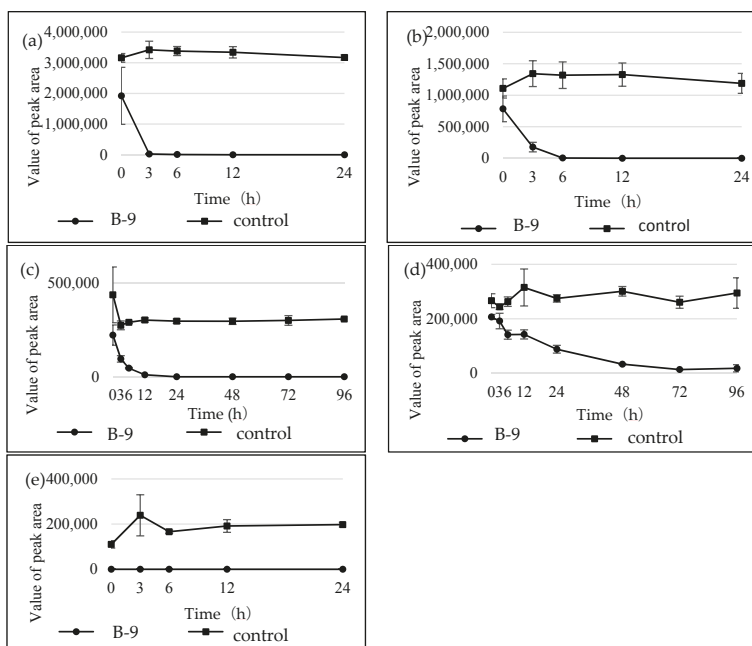 (a)
Value of peak area
4,000,000
3,000,000
2,000,000
1,000,000
0
0 3 6 12 24
Time (h)
B-9 control
(b)
Value of peak area
2,000,000
1,500,000
1,000,000
500,000
0
0 3 6 12 24
Time (h)
B-9 control
(c)
Value of peak area
500,000
0
036 12 24 48 72 96
Time (h)
B-9 control
(d)
Value of peak area
400,000
200,000
0
036 12 24 48 72 96
Time (h)
B-9 control
(e)
Value of peak area
400,000
200,000
0
0 3 6 12 24
Time (h)
B-9 control